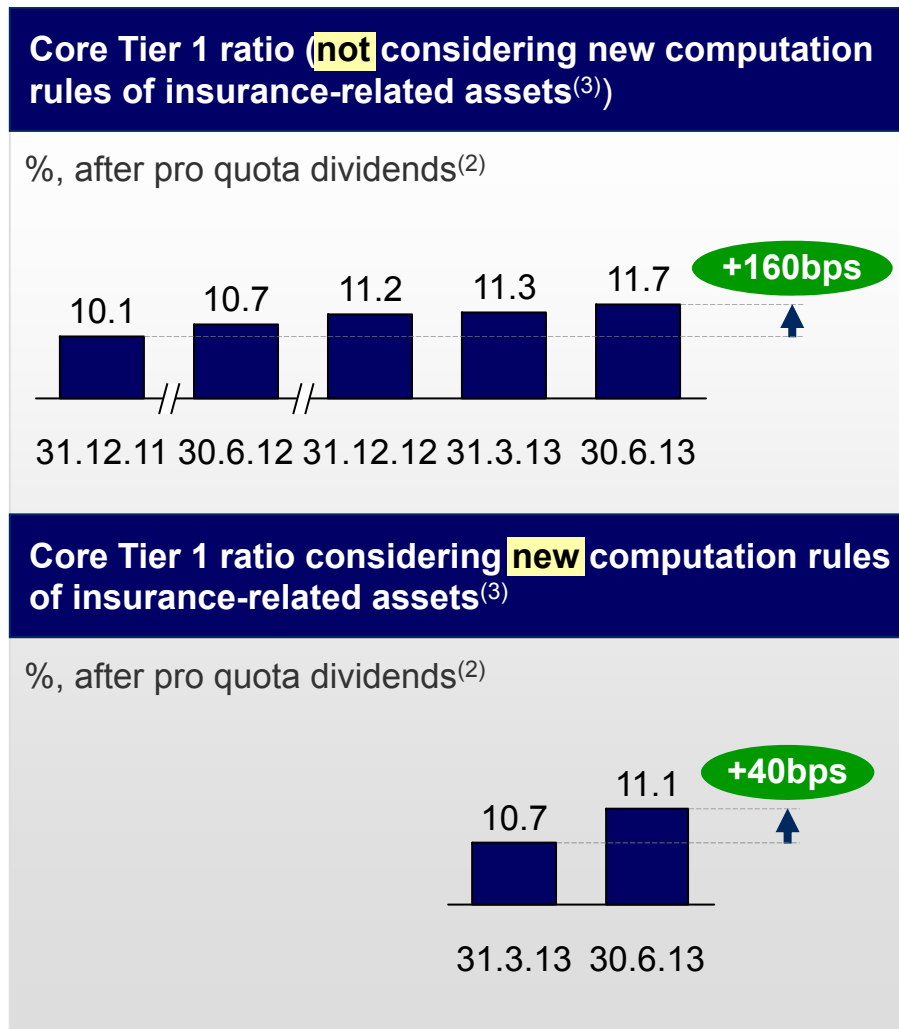 Core Tier 1 ratio (not considering new computation
rules of insurance-related assets(3))
%, after pro quota dividends(2)
+160bps
10.1 10.7 11.2 11.3 11.7
31.12.11 30.6.12 31.12.12 31.3.13 30.6.13
Core Tier 1 ratio considering new computation rules
of insurance-related assets(3)
%, after pro quota dividends(2)
+40bps
10.7 11.1
31.3.13 30.6.13